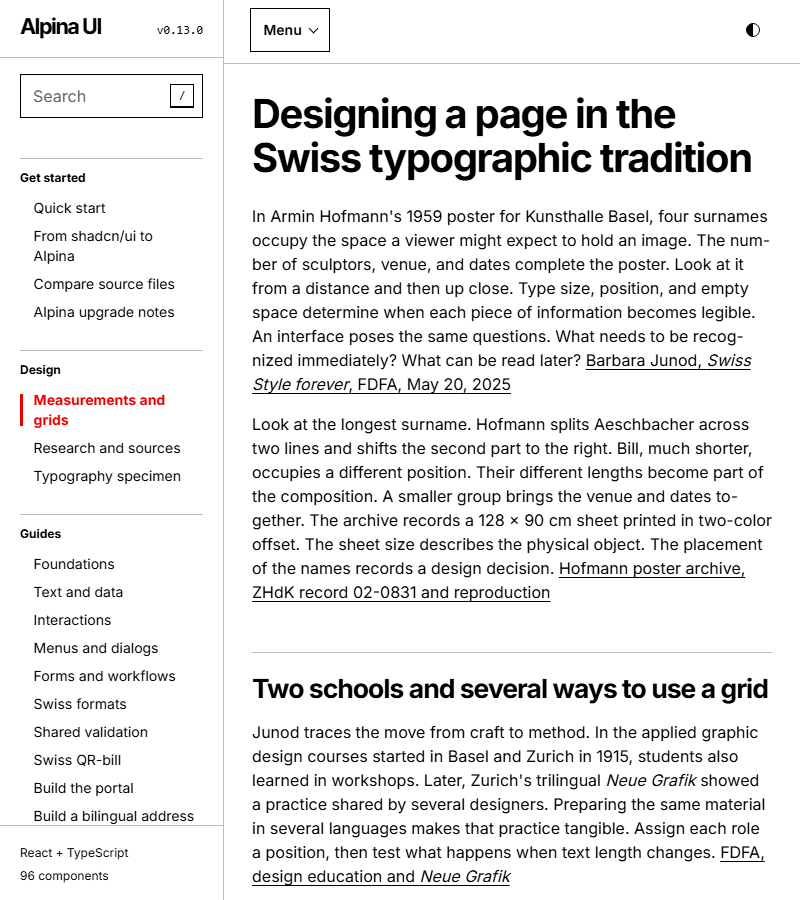 Alpina UI
v0.13.0
Search
/
Get started
Quick start
From shadcn/ui to
Alpina
Compare source files
Alpina upgrade notes
Design
Measurements and
grids
Research and sources
Typography specimen
Guides
Foundations
Text and data
Interactions
Menus and dialogs
Forms and workflows
Swiss formats
Shared validation
Swiss QR-bill
Build the portal
Build a bilingual address
React + TypeScript
96 components
Menu
Designing a page in the
Swiss typographic tradition
In Armin Hofmann's 1959 poster for Kunsthalle Basel, four surnames
occupy the space a viewer might expect to hold an image. The num-
ber of sculptors, venue, and dates complete the poster. Look at it
from a distance and then up close. Type size, position, and empty
space determine when each piece of information becomes legible.
An interface poses the same questions. What needs to be recog-
nized immediately? What can be read later? Barbara Junod, Swiss
Style forever, FDFA, May 20, 2025
Look at the longest surname. Hofmann splits Aeschbacher across
two lines and shifts the second part to the right. Bill, much shorter,
occupies a different position. Their different lengths become part of
the composition. A smaller group brings the venue and dates to-
gether. The archive records a 128 × 90 cm sheet printed in two-color
offset. The sheet size describes the physical object. The placement
of the names records a design decision. Hofmann poster archive,
ZHdK record 02-0831 and reproduction
Two schools and several ways to use a grid
Junod traces the move from craft to method. In the applied graphic
design courses started in Basel and Zurich in 1915, students also
learned in workshops. Later, Zurich's trilingual Neue Grafik showed
a practice shared by several designers. Preparing the same material
in several languages makes that practice tangible. Assign each role
a position, then test what happens when text length changes. FDFA,
design education and Neue Grafik